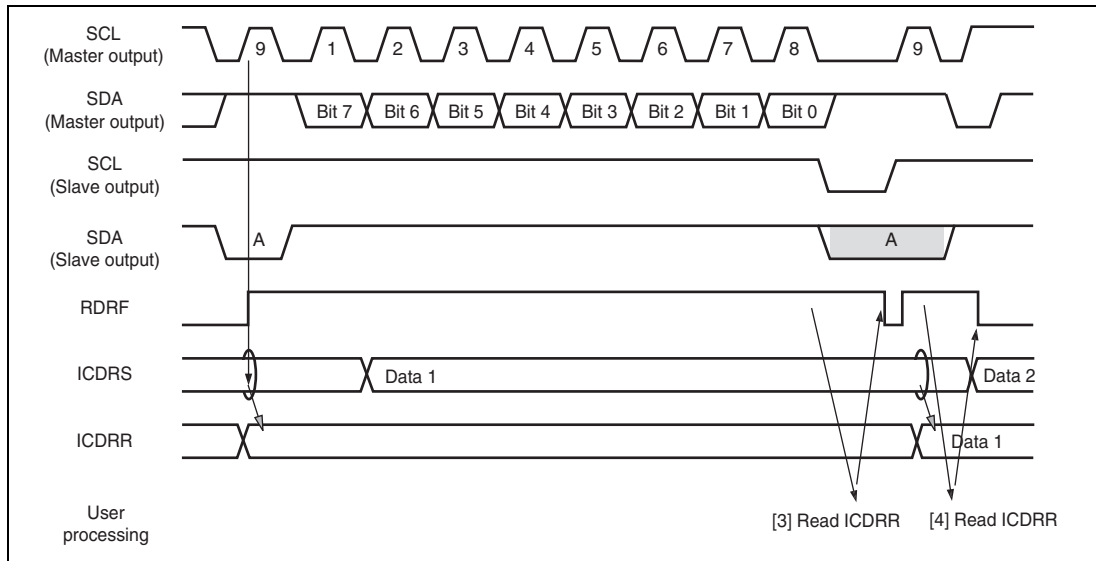 SCL
(Master output)
9 1 2 3 4 5 6 7 8 9
SDA
(Master output)
Bit 7 Bit 6 Bit 5 Bit 4 Bit 3 Bit 2 Bit 1 Bit 0
SCL
(Slave output)
SDA
(Slave output)
A A
RDRF
ICDRS
Data 1 Data 2
ICDRR
Data 1
User
processing
[3] Read ICDRR [4] Read ICDRR